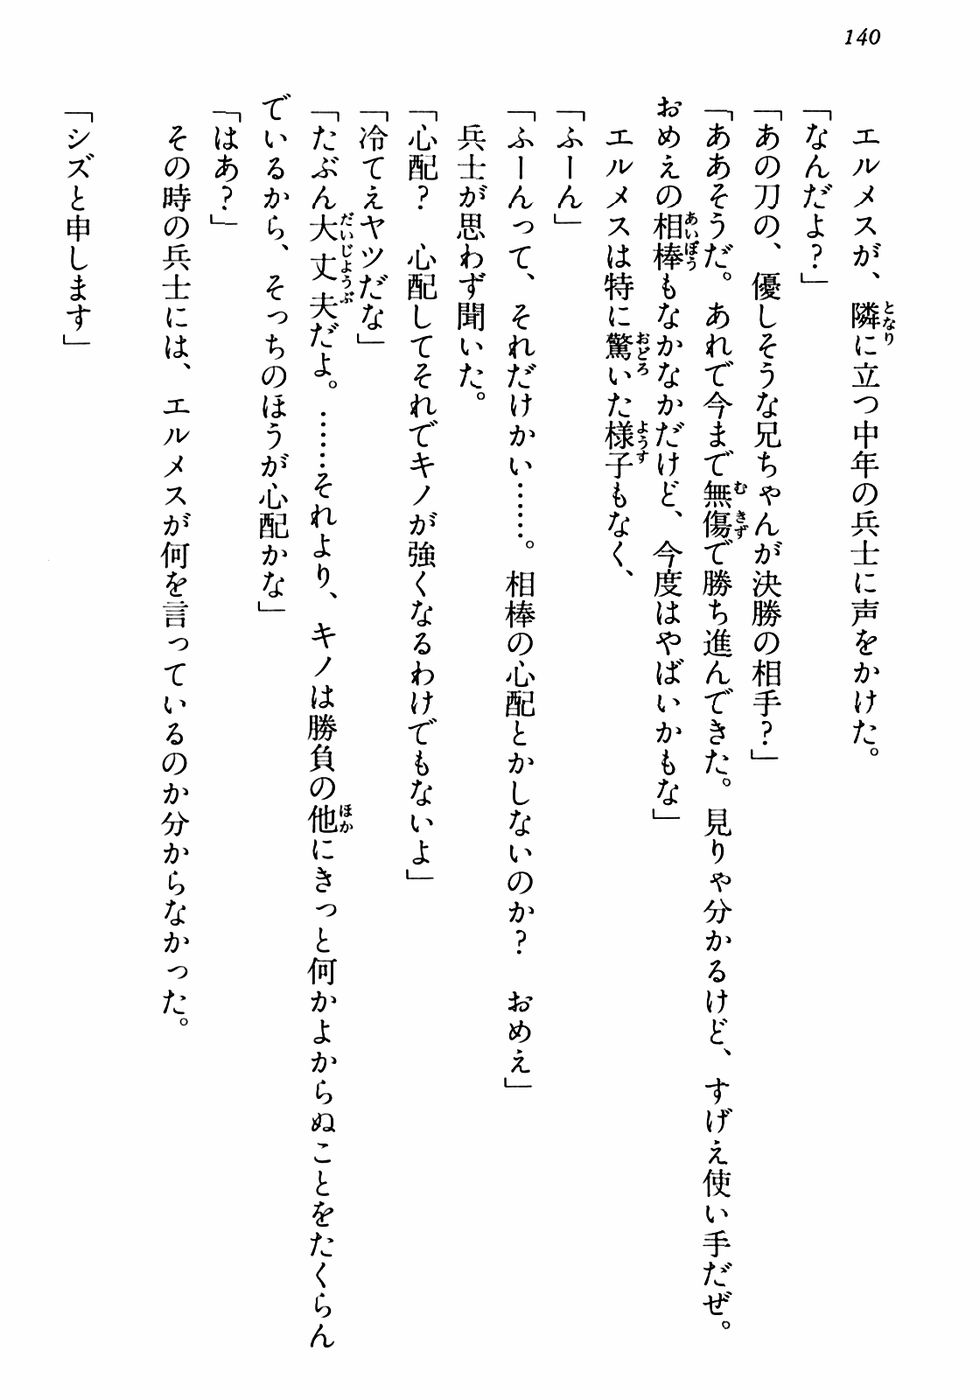 140
エルメスが、隣に立つ中年の兵士に声をかけた。
「なんだよ？」
「あの刀の、優しそうな兄ちゃんが決勝の相手？」
「ああそうだ。あれで今まで無傷で勝ち進んできた。見りゃ分かるけど、すげえ使い手だぜ。
おめえの相棒もなかなかだけど、今度はやばいかもな」
エルメスは特に驚いた様子もなく、
「ふーん」
「ふーんって、それだけかい……。相棒の心配とかしないのか？　おめえ」
兵士が思わず聞いた。
「心配？　心配してそれでキノが強くなるわけでもないよ」
「冷てえヤツだな」
「たぶん大丈夫だよ。……それより、キノは勝負の他にきっと何かよからぬことをたくらん
でいるから、そっちのほうが心配かな」
「はあ？」
その時の兵士には、エルメスが何を言っているのか分からなかった。
「シズと申します」